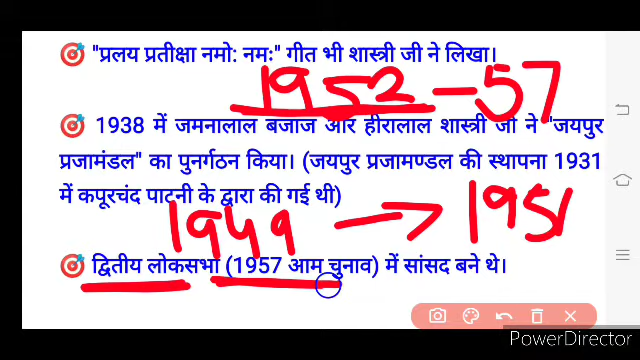 🎯 "प्रलय प्रतीक्षा नमो: नमः" गीत भी शास्त्री जी ने लिखा।
1952 - 57
🎯 1938 में जमनालाल बजाज और हीरालाल शास्त्री जी ने "जयपुर
प्रजामंडल" का पुनर्गठन किया। (जयपुर प्रजामण्डल की स्थापना 1931
में कपूरचंद पाटनी के द्वारा की गई थी)
1949 → 1951
🎯 द्वितीय लोकसभा (1957 आम चुनाव) में सांसद बने थे।
PowerDirector